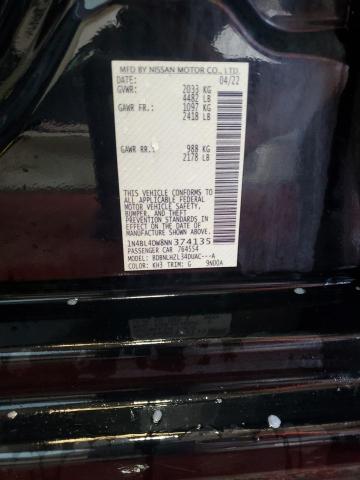 MFD BY NISSAN MOTOR CO., LTD.
DATE: 04/22
GVWR: 2033 KG
4482 LB
GAWR FR.: 1097 KG
2418 LB
GAWR RR.: 988 KG
2178 LB
THIS VEHICLE CONFORMS TO
ALL APPLICABLE FEDERAL MOTOR
VEHICLE SAFETY, BUMPER, AND
THEFT PREVENTION STANDARDS
IN EFFECT ON THE DATE OF
MANUFACTURE SHOWN ABOVE.
1N4BL4DW8NN374135
PASSENGER CAR 764554
MODEL: BDBNLHZL34DUAC---A
COLOR: KH3 TRIM: G 9ND0A